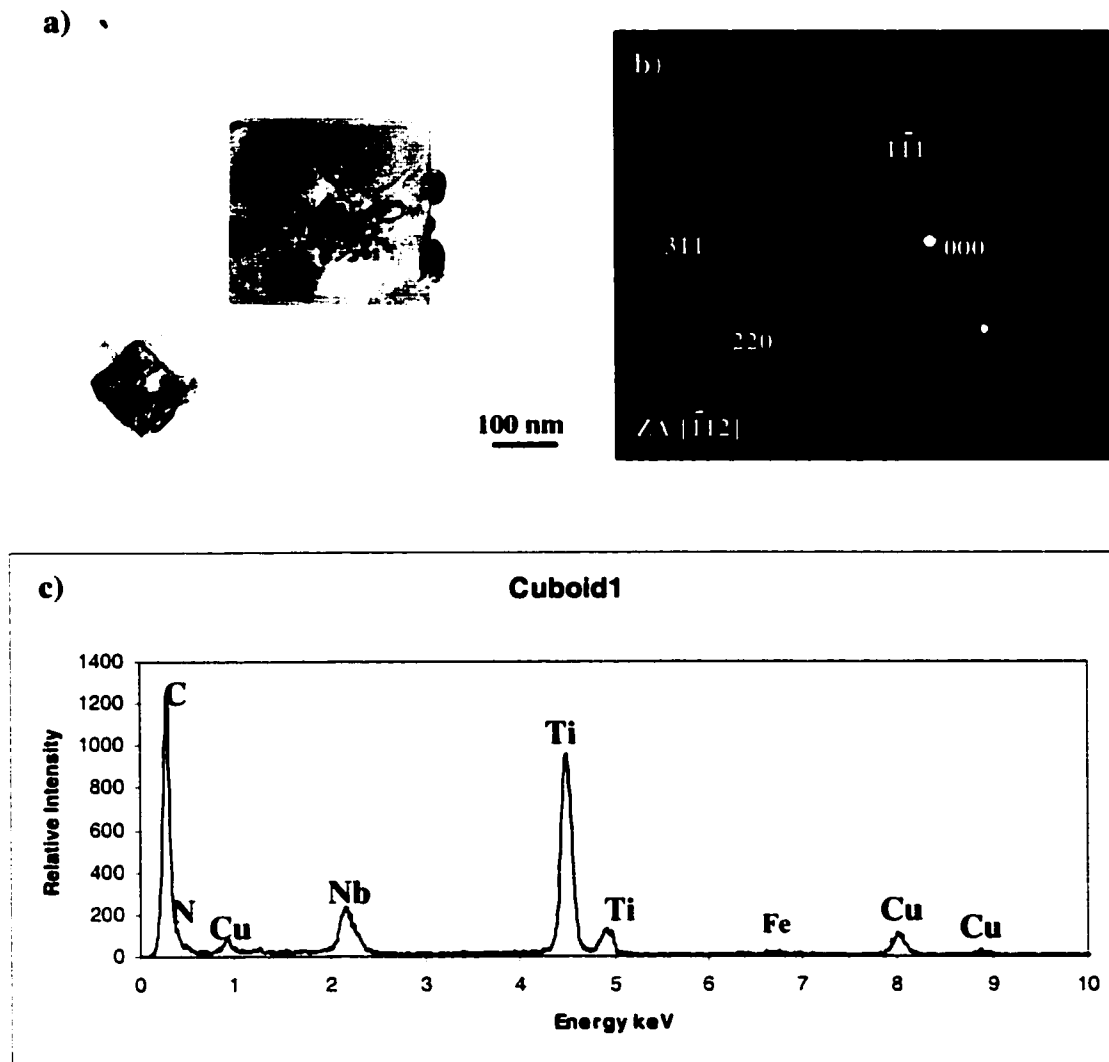 a)
b)
11̄1
311
000
220
ZA [1̄12]
100 nm
c)
Cuboid1
1400
1200
1000
800
600
400
200
0
Relative Intensity
C
N
Cu
Nb
Ti
Ti
Fe
Cu
Cu
0 1 2 3 4 5 6 7 8 9 10
Energy keV